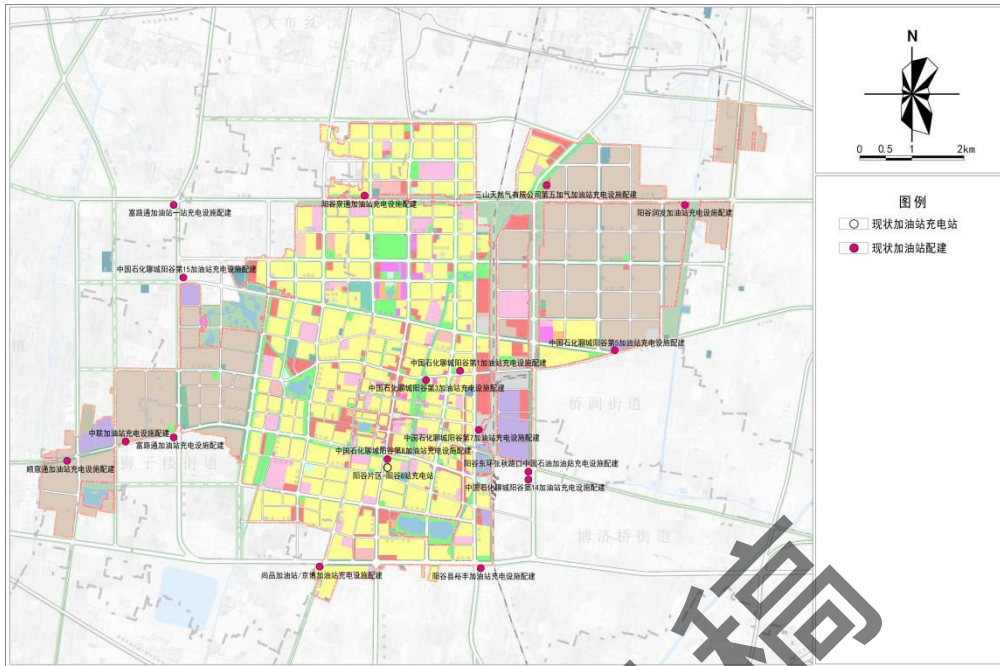 大布乡
N
0 0.5 1 2km
图例
现状加油站充电站
现状加油站配建
三山天然气有限公司第五加气加油站充电设施配建
阳谷泉通加油站充电设施配建
富路通加油站一站充电设施配建
阳谷润发加油站充电设施配建
中国石化聊城阳谷第15加油站充电设施配建
中国石化聊城阳谷第5加油站充电设施配建
中国石化聊城阳谷第1加油站充电设施配建
中国石化聊城阳谷第3加油站充电设施配建
侨润街道
中联加油站充电设施配建
富路通加油站充电设施配建
中国石化聊城阳谷第7加油站充电设施配建
中国石化聊城阳谷第8加油站充电设施配建
顺意通加油站充电设施配建
狮子楼街道
阳谷片区-阳谷6站充电站
阳谷东环张秋路口中国石油加油站充电设施配建
中国石化聊城阳谷第14加油站充电设施配建
博济桥街道
尚品加油站/京博加油站充电设施配建
阳谷县裕丰加油站充电设施配建
稿